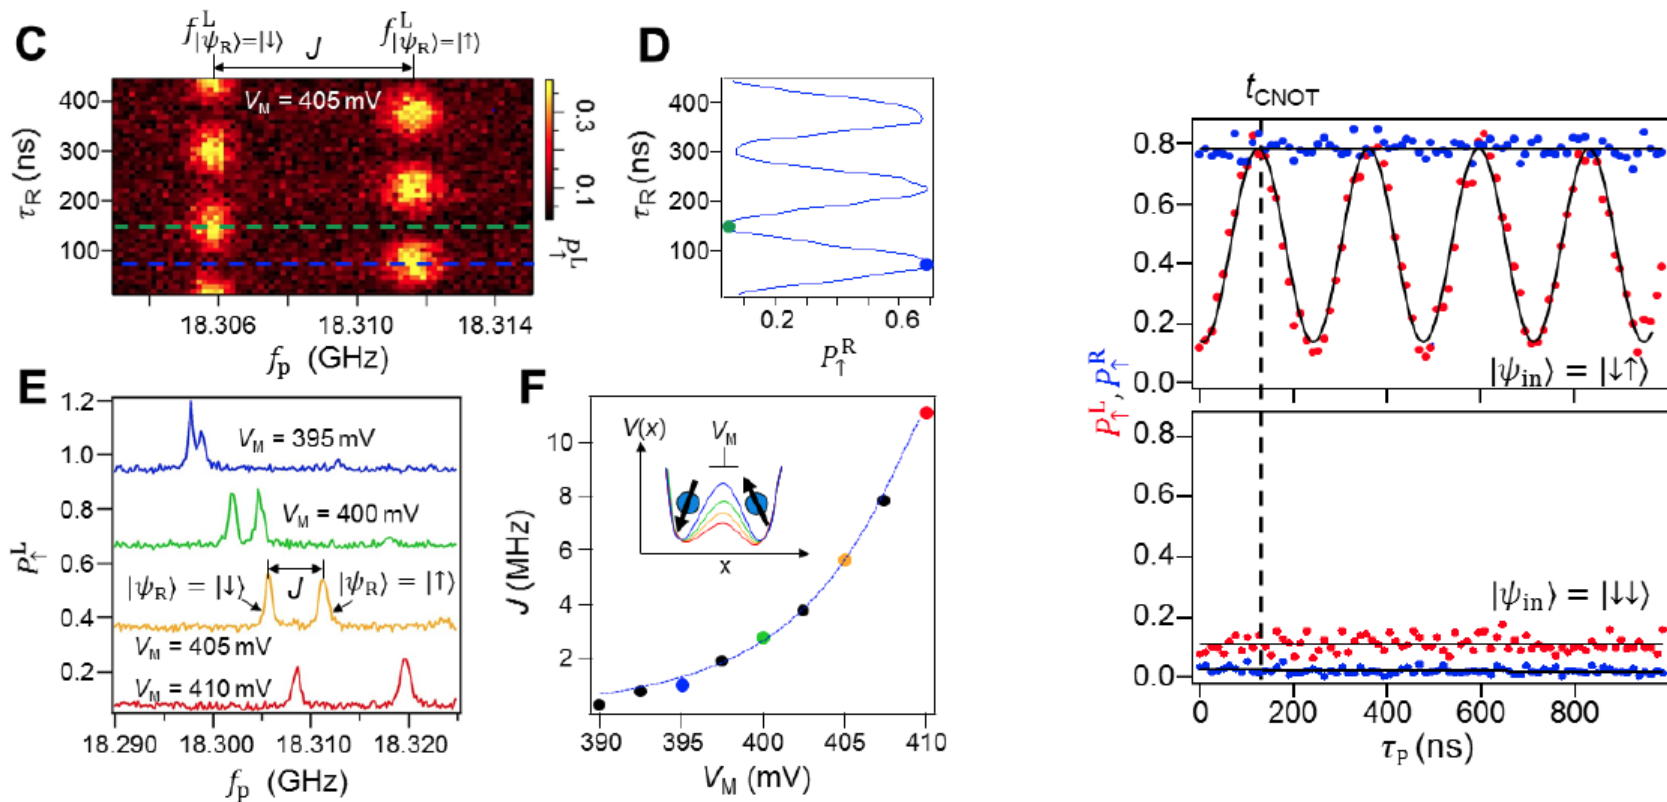 C
f^L_{|ψ_R⟩=|↓⟩}
J
f^L_{|ψ_R⟩=|↑⟩}
V_M = 405 mV
400
300
200
100
τ_R (ns)
18.306
18.310
18.314
f_p (GHz)
0.3
0.1
P^L_↑
D
400
300
200
100
τ_R (ns)
0.2
0.6
P^R_↑
E
1.2
1.0
0.8
0.6
0.4
0.2
P^L_↑
V_M = 395 mV
V_M = 400 mV
|ψ_R⟩ = |↓⟩
J
|ψ_R⟩ = |↑⟩
V_M = 405 mV
V_M = 410 mV
18.290
18.300
18.310
18.320
f_p (GHz)
F
10
8
6
4
2
J (MHz)
V(x)
V_M
x
390
395
400
405
410
V_M (mV)
t_CNOT
0.8
0.6
0.4
0.2
0.0
|ψ_in⟩ = |↓↑⟩
P^L_↑, P^R_↑
0.8
0.6
0.4
0.2
0.0
|ψ_in⟩ = |↓↓⟩
0
200
400
600
800
τ_P (ns)